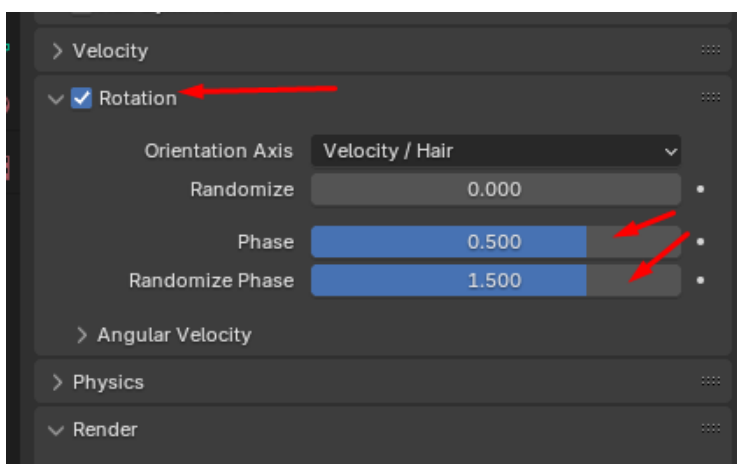 Velocity
Rotation
Orientation Axis Velocity / Hair
Randomize 0.000
Phase 0.500
Randomize Phase 1.500
Angular Velocity
Physics
Render